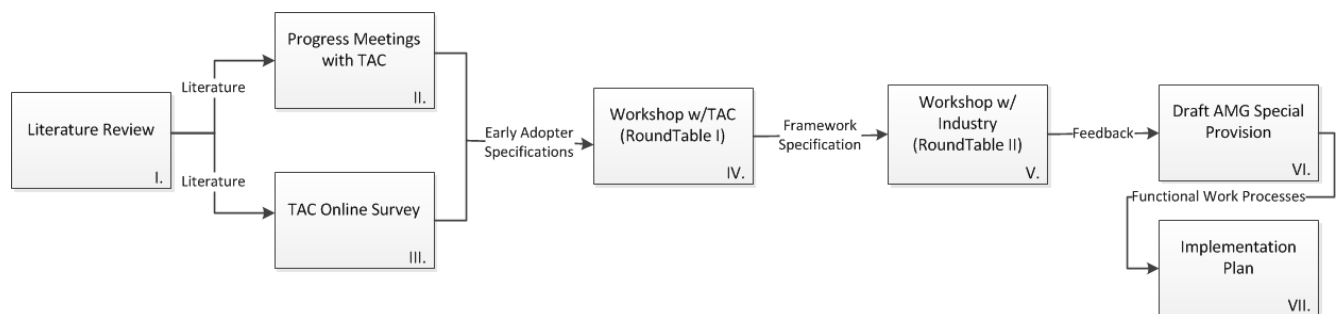 Literature Review
I.
Literature
Literature
Progress Meetings
with TAC
II.
TAC Online Survey
III.
Early Adopter
Specifications
Workshop w/TAC
(RoundTable I)
IV.
Framework
Specification
Workshop w/
Industry
(RoundTable II)
V.
Feedback
Draft AMG Special
Provision
VI.
Functional Work Processes
Implementation
Plan
VII.